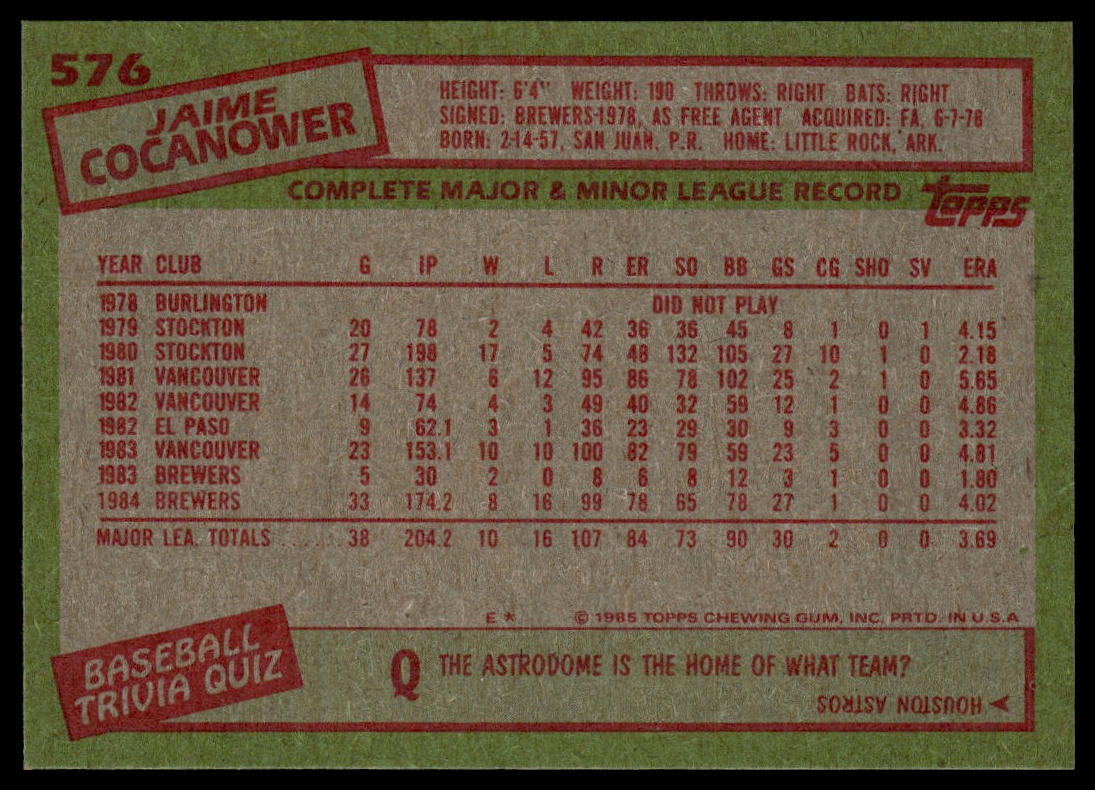 576
JAIME
COCANOWER
HEIGHT: 6'4" WEIGHT: 190 THROWS: RIGHT BATS: RIGHT
SIGNED: BREWERS-1978, AS FREE AGENT ACQUIRED: FA, 6-7-78
BORN: 2-14-57, SAN JUAN, P.R. HOME: LITTLE ROCK, ARK.
COMPLETE MAJOR & MINOR LEAGUE RECORD
TOPPS
YEAR CLUB G IP W L R ER SO BB GS CG SHO SV ERA
1978 BURLINGTON DID NOT PLAY
1979 STOCKTON 20 78 2 4 42 36 36 45 8 1 0 1 4.15
1980 STOCKTON 27 198 17 5 74 48 132 105 27 10 1 0 2.18
1981 VANCOUVER 26 137 6 12 95 86 78 102 25 2 1 0 5.65
1982 VANCOUVER 14 74 4 3 49 40 32 59 12 1 0 0 4.86
1982 EL PASO 9 62.1 3 1 36 23 29 30 9 3 0 0 3.32
1983 VANCOUVER 23 153.1 10 10 100 82 79 59 23 5 0 0 4.81
1983 BREWERS 5 30 2 0 8 6 8 12 3 1 0 0 1.80
1984 BREWERS 33 174.2 8 16 99 78 65 78 27 1 0 0 4.02
MAJOR LEA. TOTALS ....... 38 204.2 10 16 107 84 73 90 30 2 0 0 3.69
E * © 1985 TOPPS CHEWING GUM, INC. PRTD. IN U.S.A
BASEBALL
TRIVIA QUIZ
Q THE ASTRODOME IS THE HOME OF WHAT TEAM?
HOUSTON ASTROS